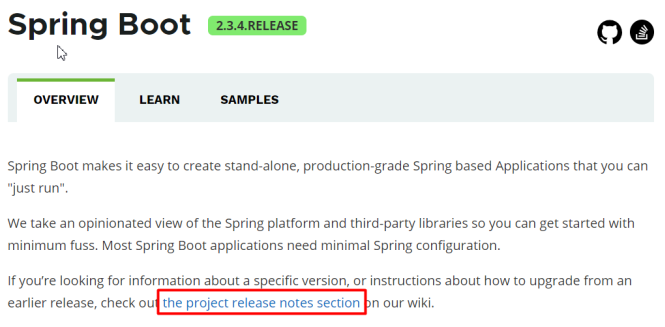 Spring Boot 2.3.4.RELEASE
OVERVIEW LEARN SAMPLES
Spring Boot makes it easy to create stand-alone, production-grade Spring based Applications that you can
"just run".
We take an opinionated view of the Spring platform and third-party libraries so you can get started with
minimum fuss. Most Spring Boot applications need minimal Spring configuration.
If you’re looking for information about a specific version, or instructions about how to upgrade from an
earlier release, check out the project release notes section on our wiki.